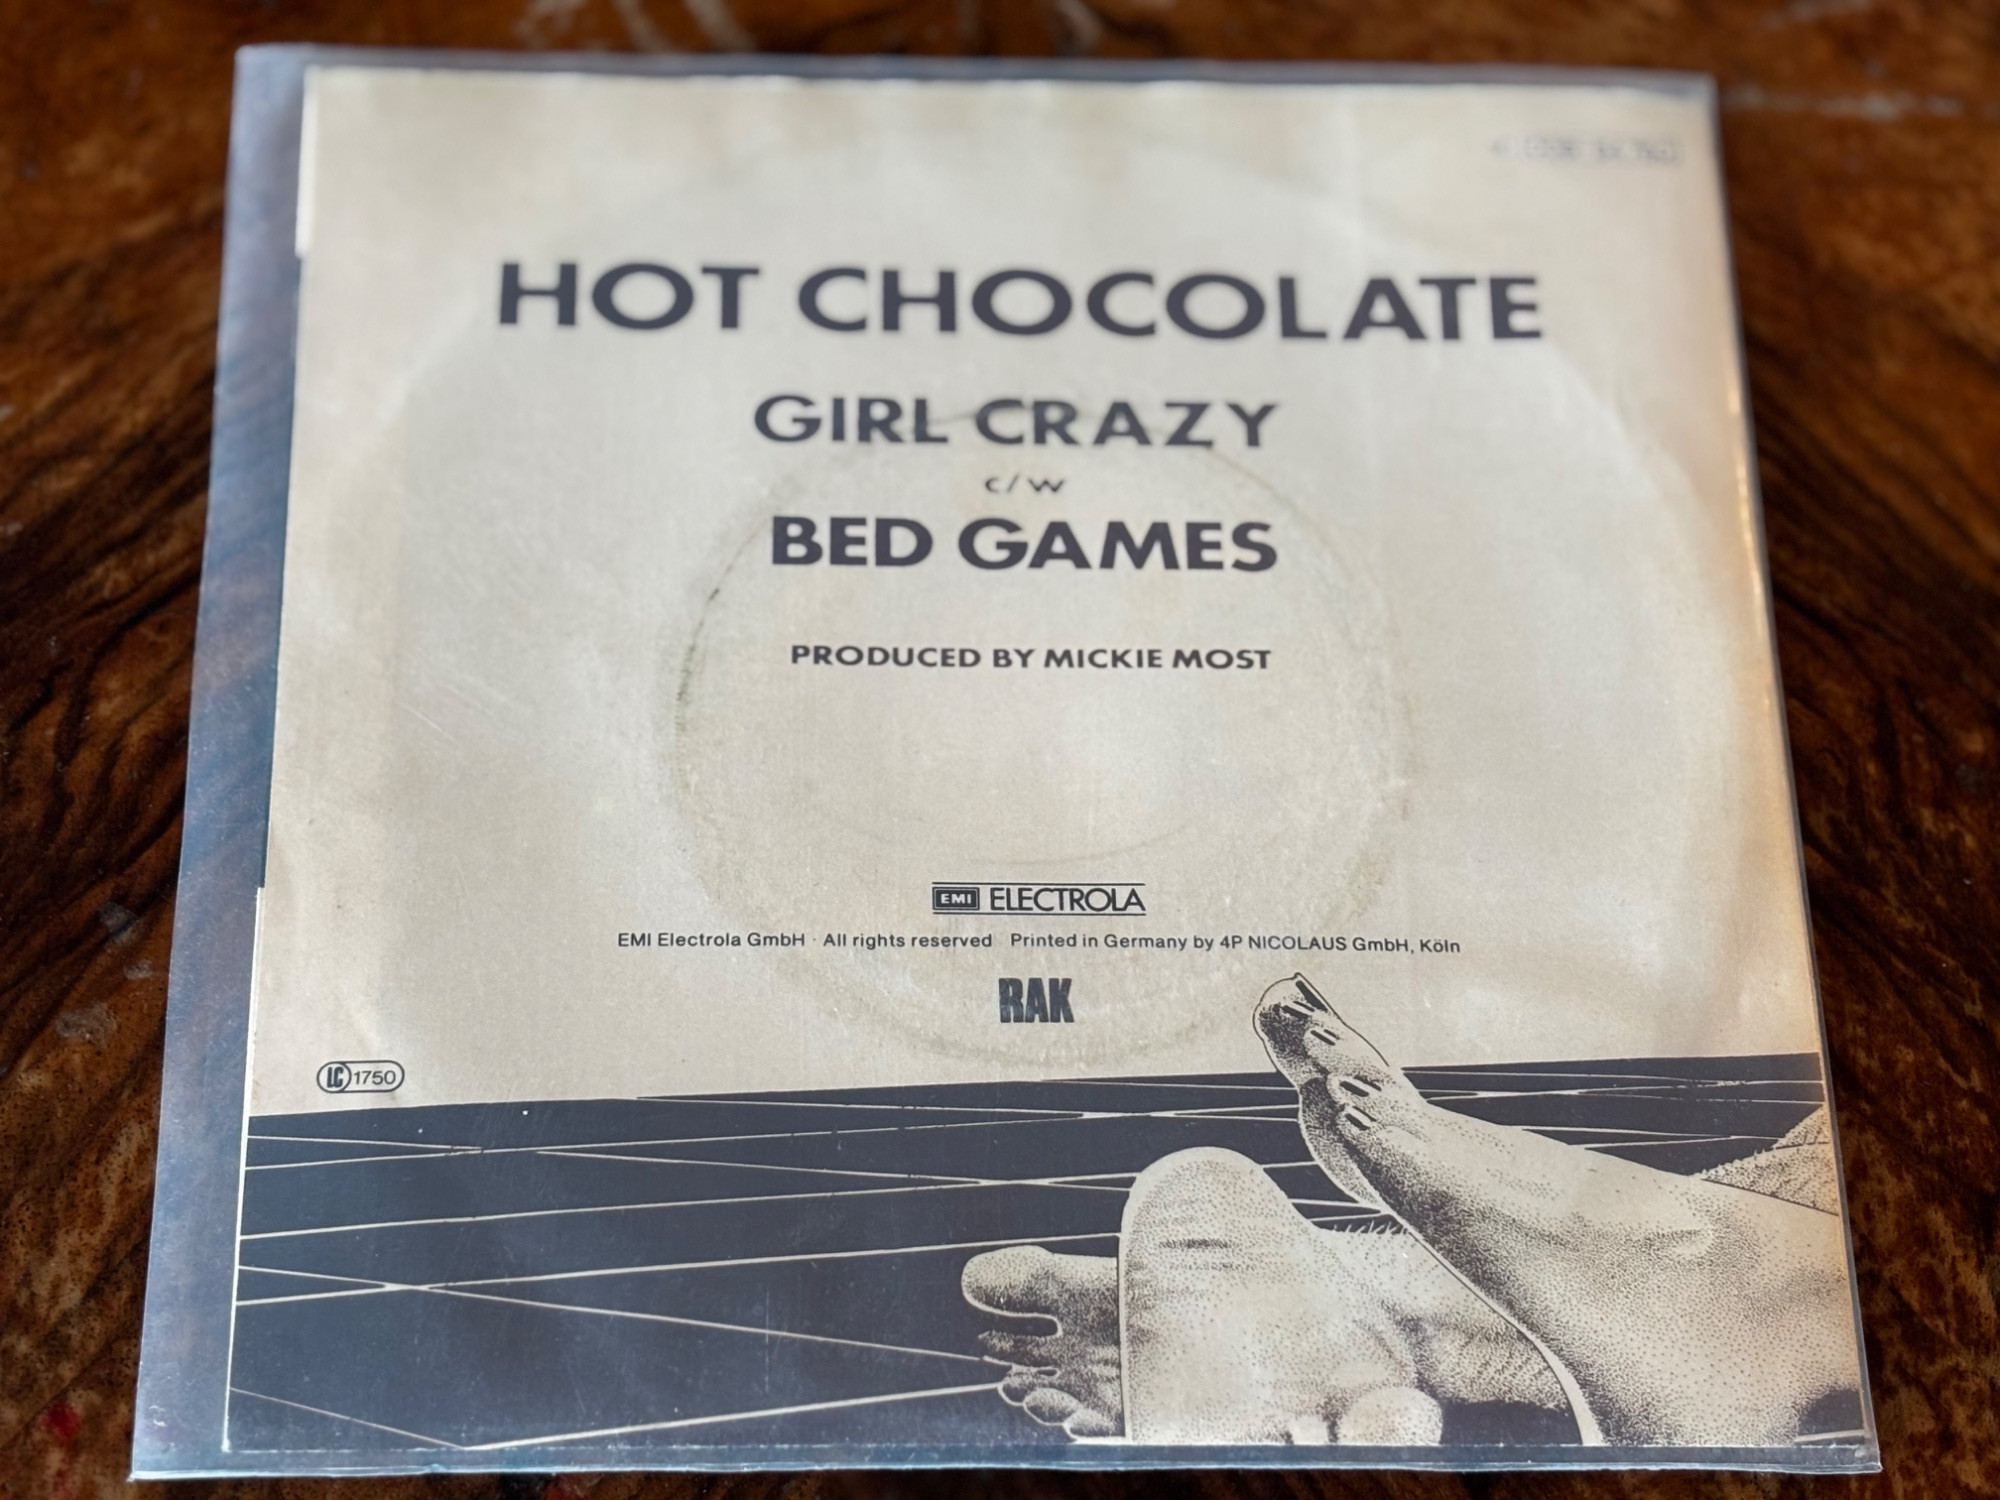 HOT CHOCOLATE
GIRL CRAZY
c/w
BED GAMES
PRODUCED BY MICKIE MOST
EMI ELECTROLA
EMI Electrola GmbH · All rights reserved Printed in Germany by 4P NICOLAUS GmbH, Köln
RAK
LC 1750